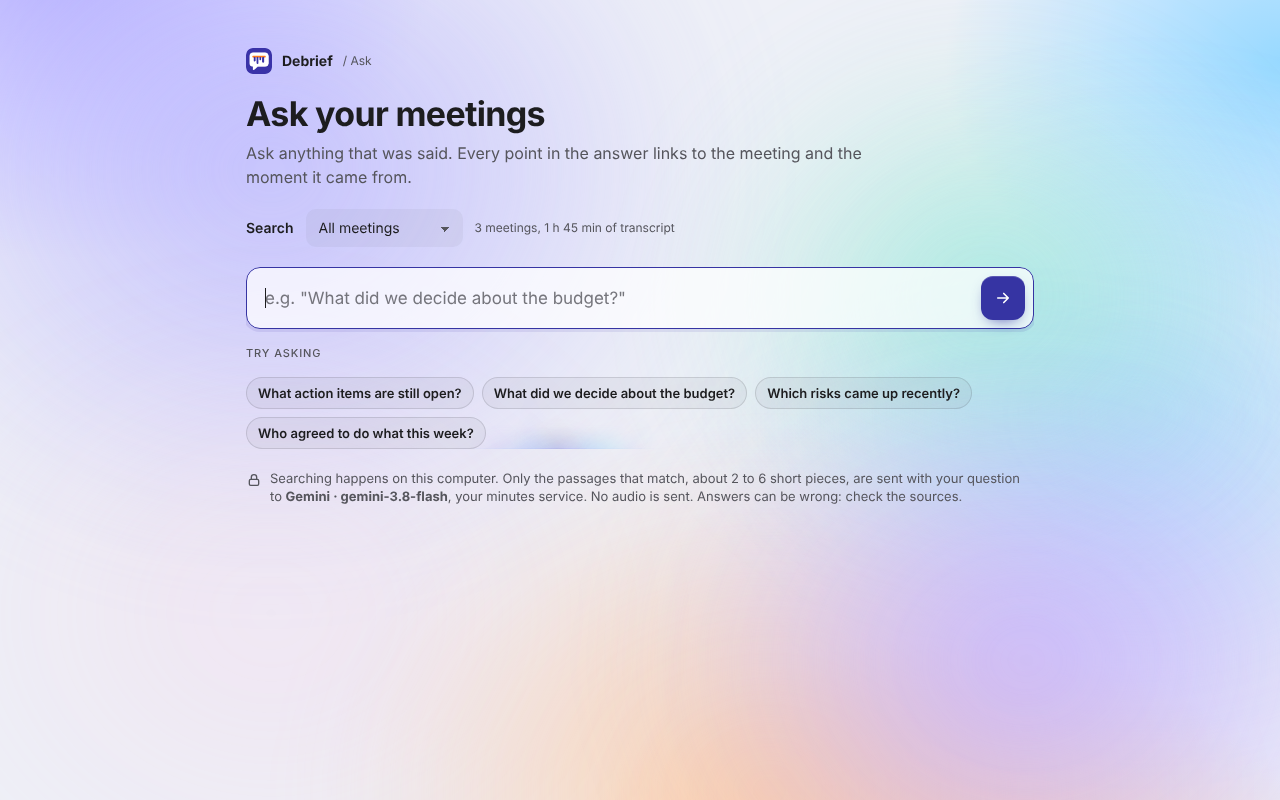 Debrief / Ask
Ask your meetings
Ask anything that was said. Every point in the answer links to the meeting and the
moment it came from.
Search All meetings 3 meetings, 1 h 45 min of transcript
e.g. "What did we decide about the budget?"
TRY ASKING
What action items are still open? What did we decide about the budget? Which risks came up recently?
Who agreed to do what this week?
Searching happens on this computer. Only the passages that match, about 2 to 6 short pieces, are sent with your question
to Gemini · gemini-3.8-flash, your minutes service. No audio is sent. Answers can be wrong: check the sources.